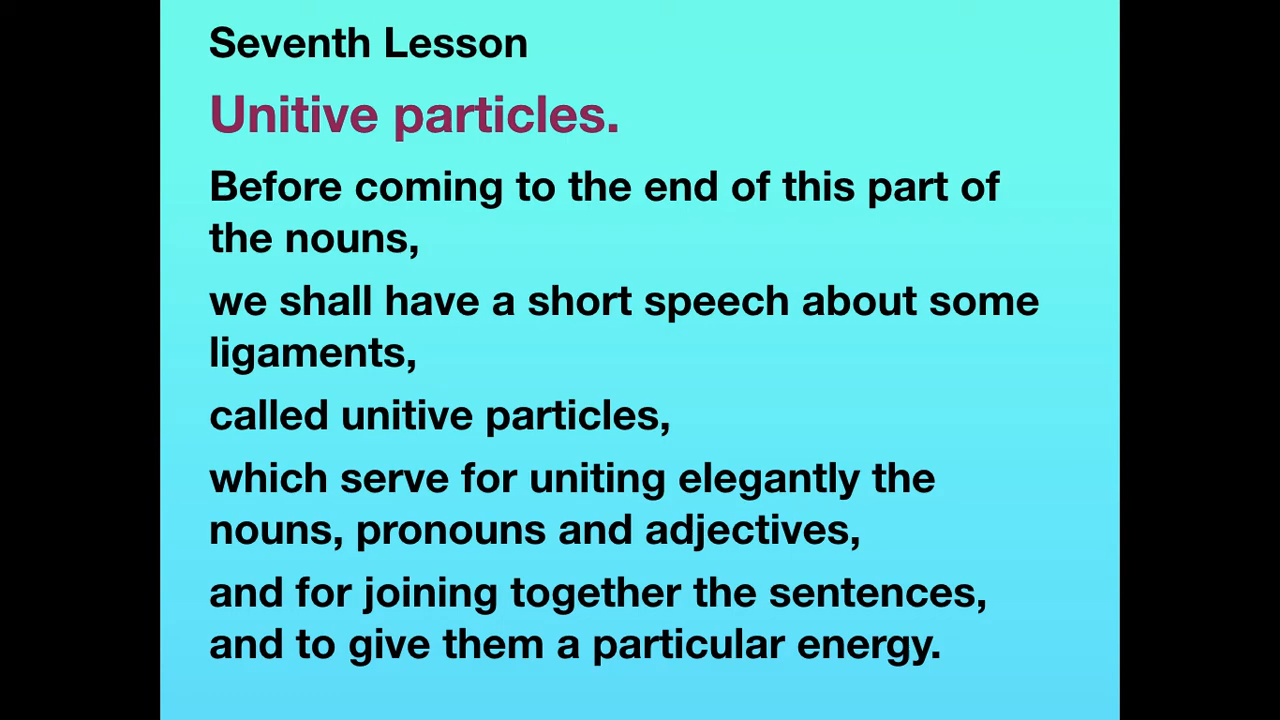 Seventh Lesson
Unitive particles.
Before coming to the end of this part of
the nouns,
we shall have a short speech about some
ligaments,
called unitive particles,
which serve for uniting elegantly the
nouns, pronouns and adjectives,
and for joining together the sentences,
and to give them a particular energy.